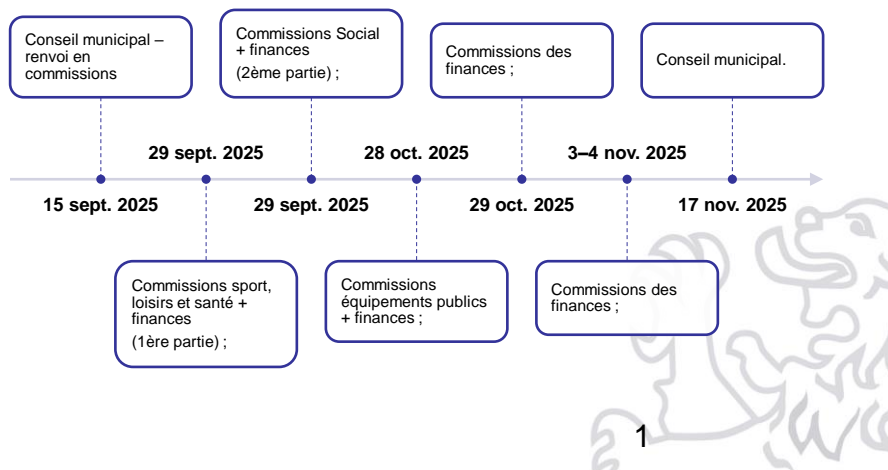 Conseil municipal –
renvoi en
commissions
Commissions Social
+ finances
(2ème partie) ;
Commissions des
finances ;
Conseil municipal.
29 sept. 2025
28 oct. 2025
3–4 nov. 2025
15 sept. 2025
29 sept. 2025
29 oct. 2025
17 nov. 2025
Commissions sport,
loisirs et santé +
finances
(1ère partie) ;
Commissions
équipements publics
+ finances ;
Commissions des
finances ;
1